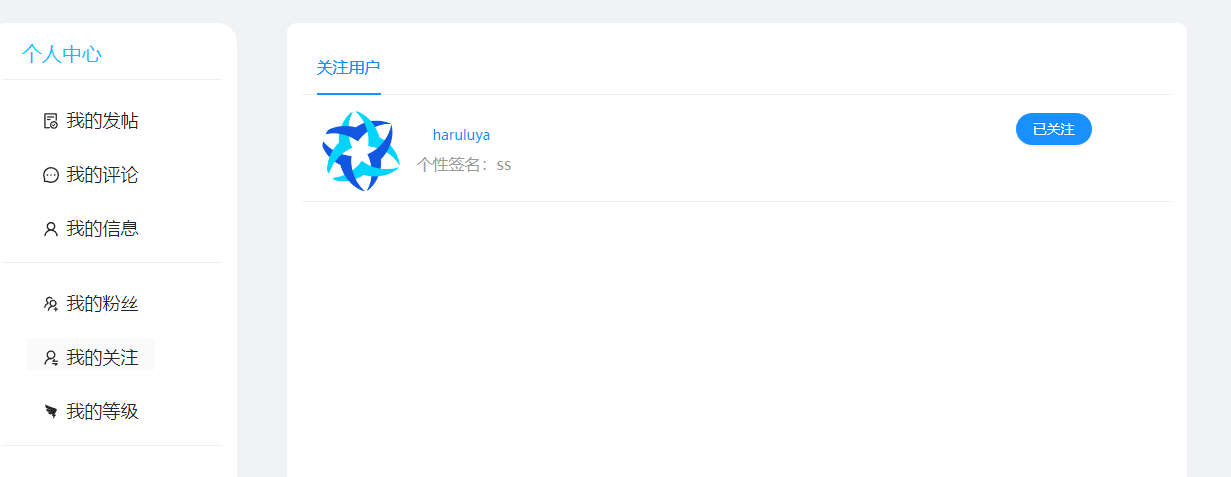 个人中心
我的发帖
我的评论
我的信息
我的粉丝
我的关注
我的等级
关注用户
haruluya
已关注
个性签名：ss